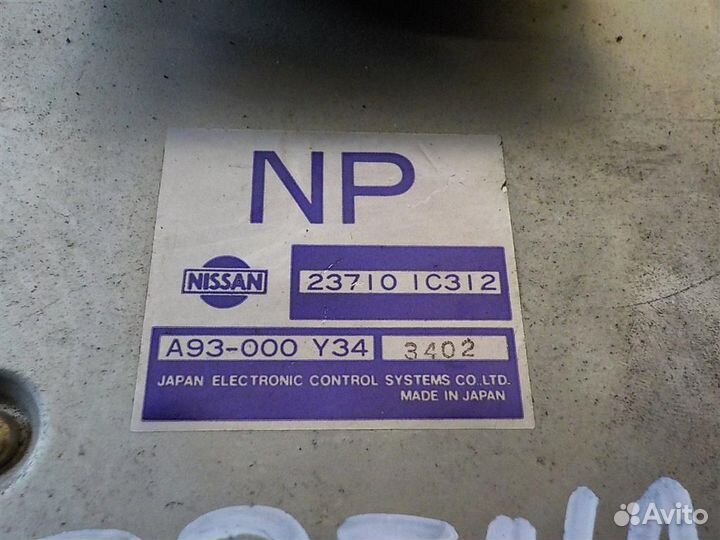 NP
NISSAN
23710 1C312
A93-000 Y34 3402
JAPAN ELECTRONIC CONTROL SYSTEMS CO.,LTD.
MADE IN JAPAN
Avito